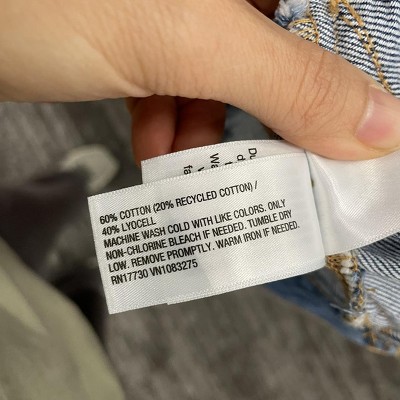 60% COTTON (20% RECYCLED COTTON) /
40% LYOCELL
MACHINE WASH COLD WITH LIKE COLORS. ONLY
NON-CHLORINE BLEACH IF NEEDED. TUMBLE DRY
LOW. REMOVE PROMPTLY. WARM IRON IF NEEDED.
RN17730 VN1083275